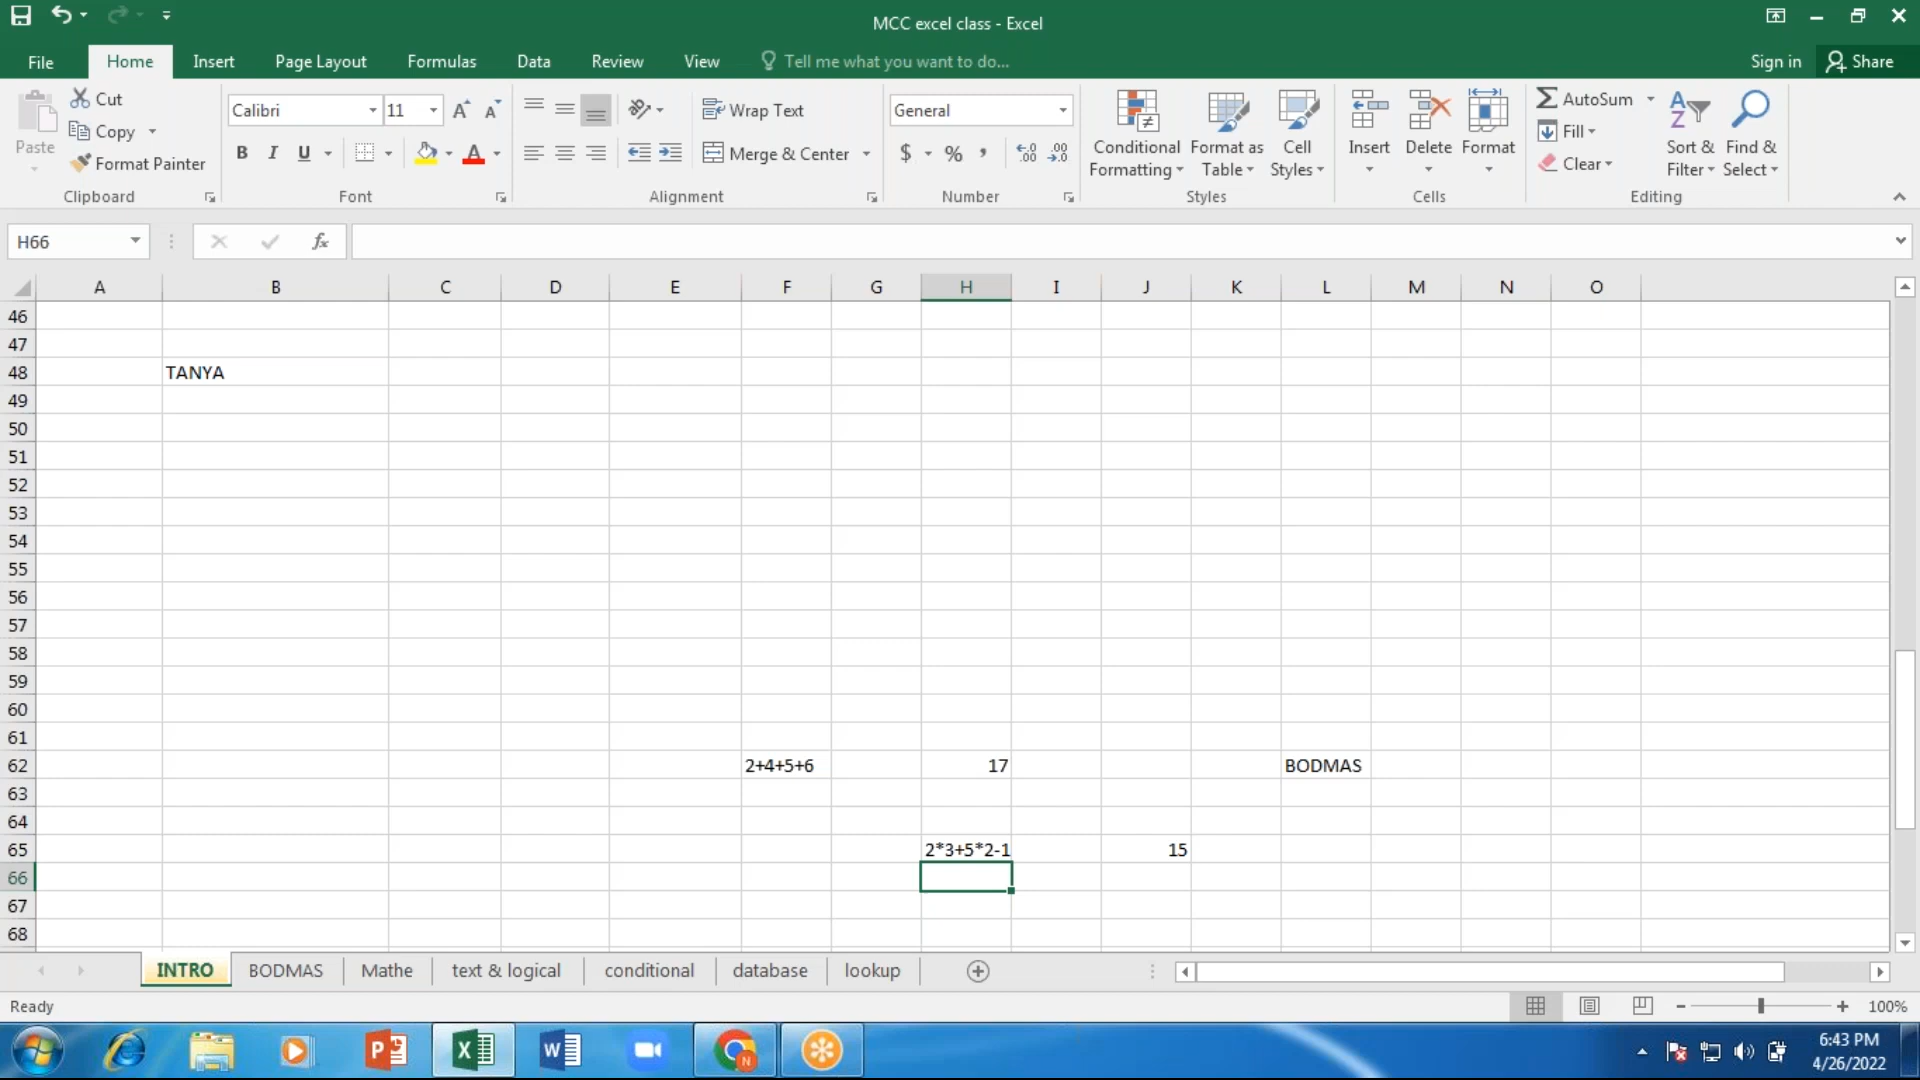 MCC excel class - Excel
File Home Insert Page Layout Formulas Data Review View Tell me what you want to do... Sign in Share
Cut
Copy
Format Painter
Paste
Clipboard
Calibri 11
B I U
Font
Wrap Text
Merge & Center
Alignment
General
$ % ,
Number
Conditional Formatting
Format as Table
Cell Styles
Styles
Insert Delete Format
Cells
AutoSum
Fill
Clear
Sort & Filter
Find & Select
Editing
H66 fx
A B C D E F G H I J K L M N O
46
47
48 TANYA
49
50
51
52
53
54
55
56
57
58
59
60
61
62 2+4+5+6 17 BODMAS
63
64
65 2*3+5*2-1 15
66
67
68
INTRO BODMAS Mathe text & logical conditional database lookup
Ready 100%
6:43 PM
4/26/2022